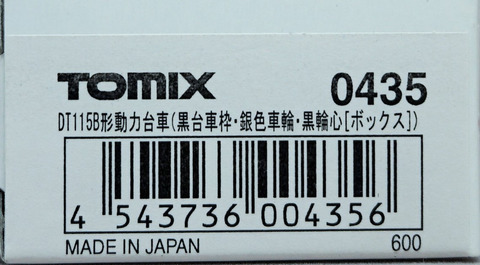 TOMIX 0435
DT115B形動力台車(黒台車枠・銀色車輪・黒輪心[ボックス])
4 543736 004356
MADE IN JAPAN 600